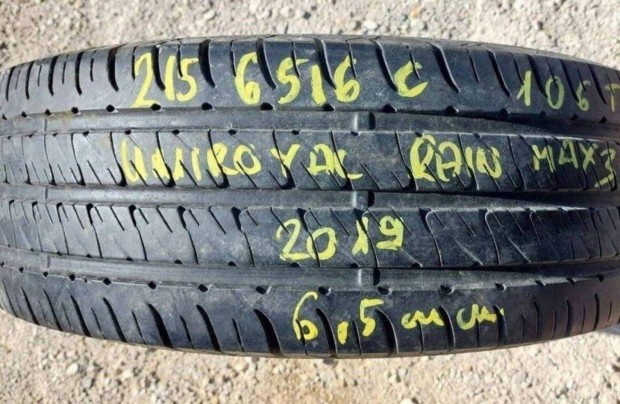 215 65 16 C 106 T
UNIROYAL RAIN MAX 3
2019
6,5 mm